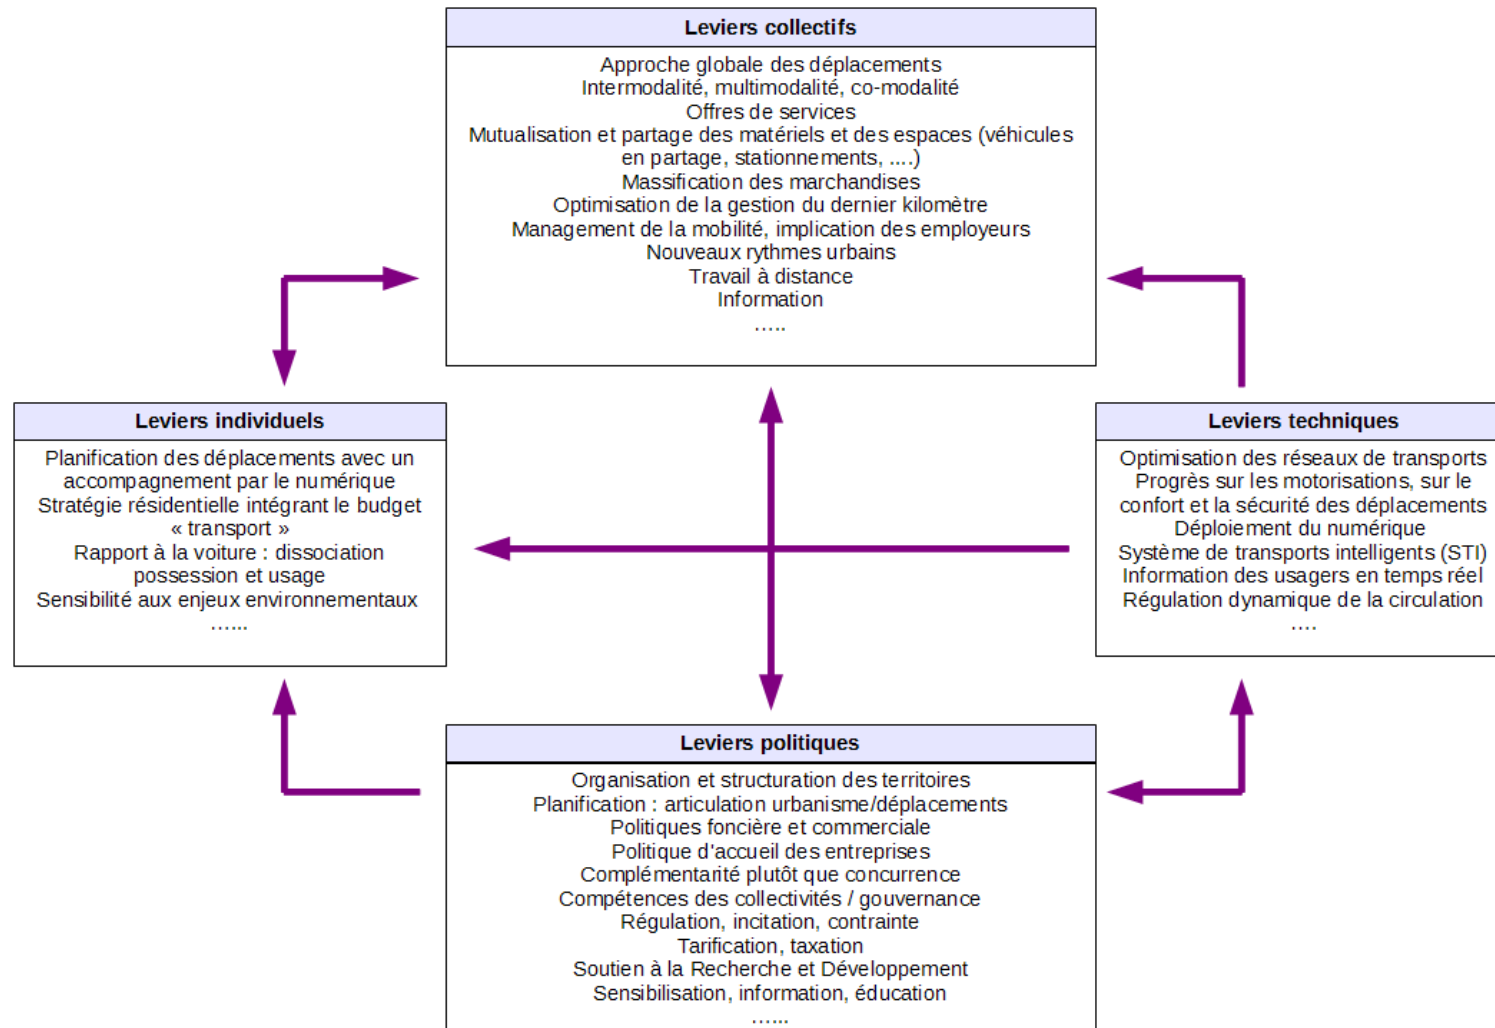 Leviers collectifs
Approche globale des déplacements
Intermodalité, multimodalité, co-modalité
Offres de services
Mutualisation et partage des matériels et des espaces (véhicules
en partage, stationnements, ....)
Massification des marchandises
Optimisation de la gestion du dernier kilomètre
Management de la mobilité, implication des employeurs
Nouveaux rythmes urbains
Travail à distance
Information
…..
Leviers individuels
Planification des déplacements avec un
accompagnement par le numérique
Stratégie résidentielle intégrant le budget
« transport »
Rapport à la voiture : dissociation
possession et usage
Sensibilité aux enjeux environnementaux
…...
Leviers techniques
Optimisation des réseaux de transports
Progrès sur les motorisations, sur le
confort et la sécurité des déplacements
Déploiement du numérique
Système de transports intelligents (STI)
Information des usagers en temps réel
Régulation dynamique de la circulation
….
Leviers politiques
Organisation et structuration des territoires
Planification : articulation urbanisme/déplacements
Politiques foncière et commerciale
Politique d'accueil des entreprises
Complémentarité plutôt que concurrence
Compétences des collectivités / gouvernance
Régulation, incitation, contrainte
Tarification, taxation
Soutien à la Recherche et Développement
Sensibilisation, information, éducation
…...